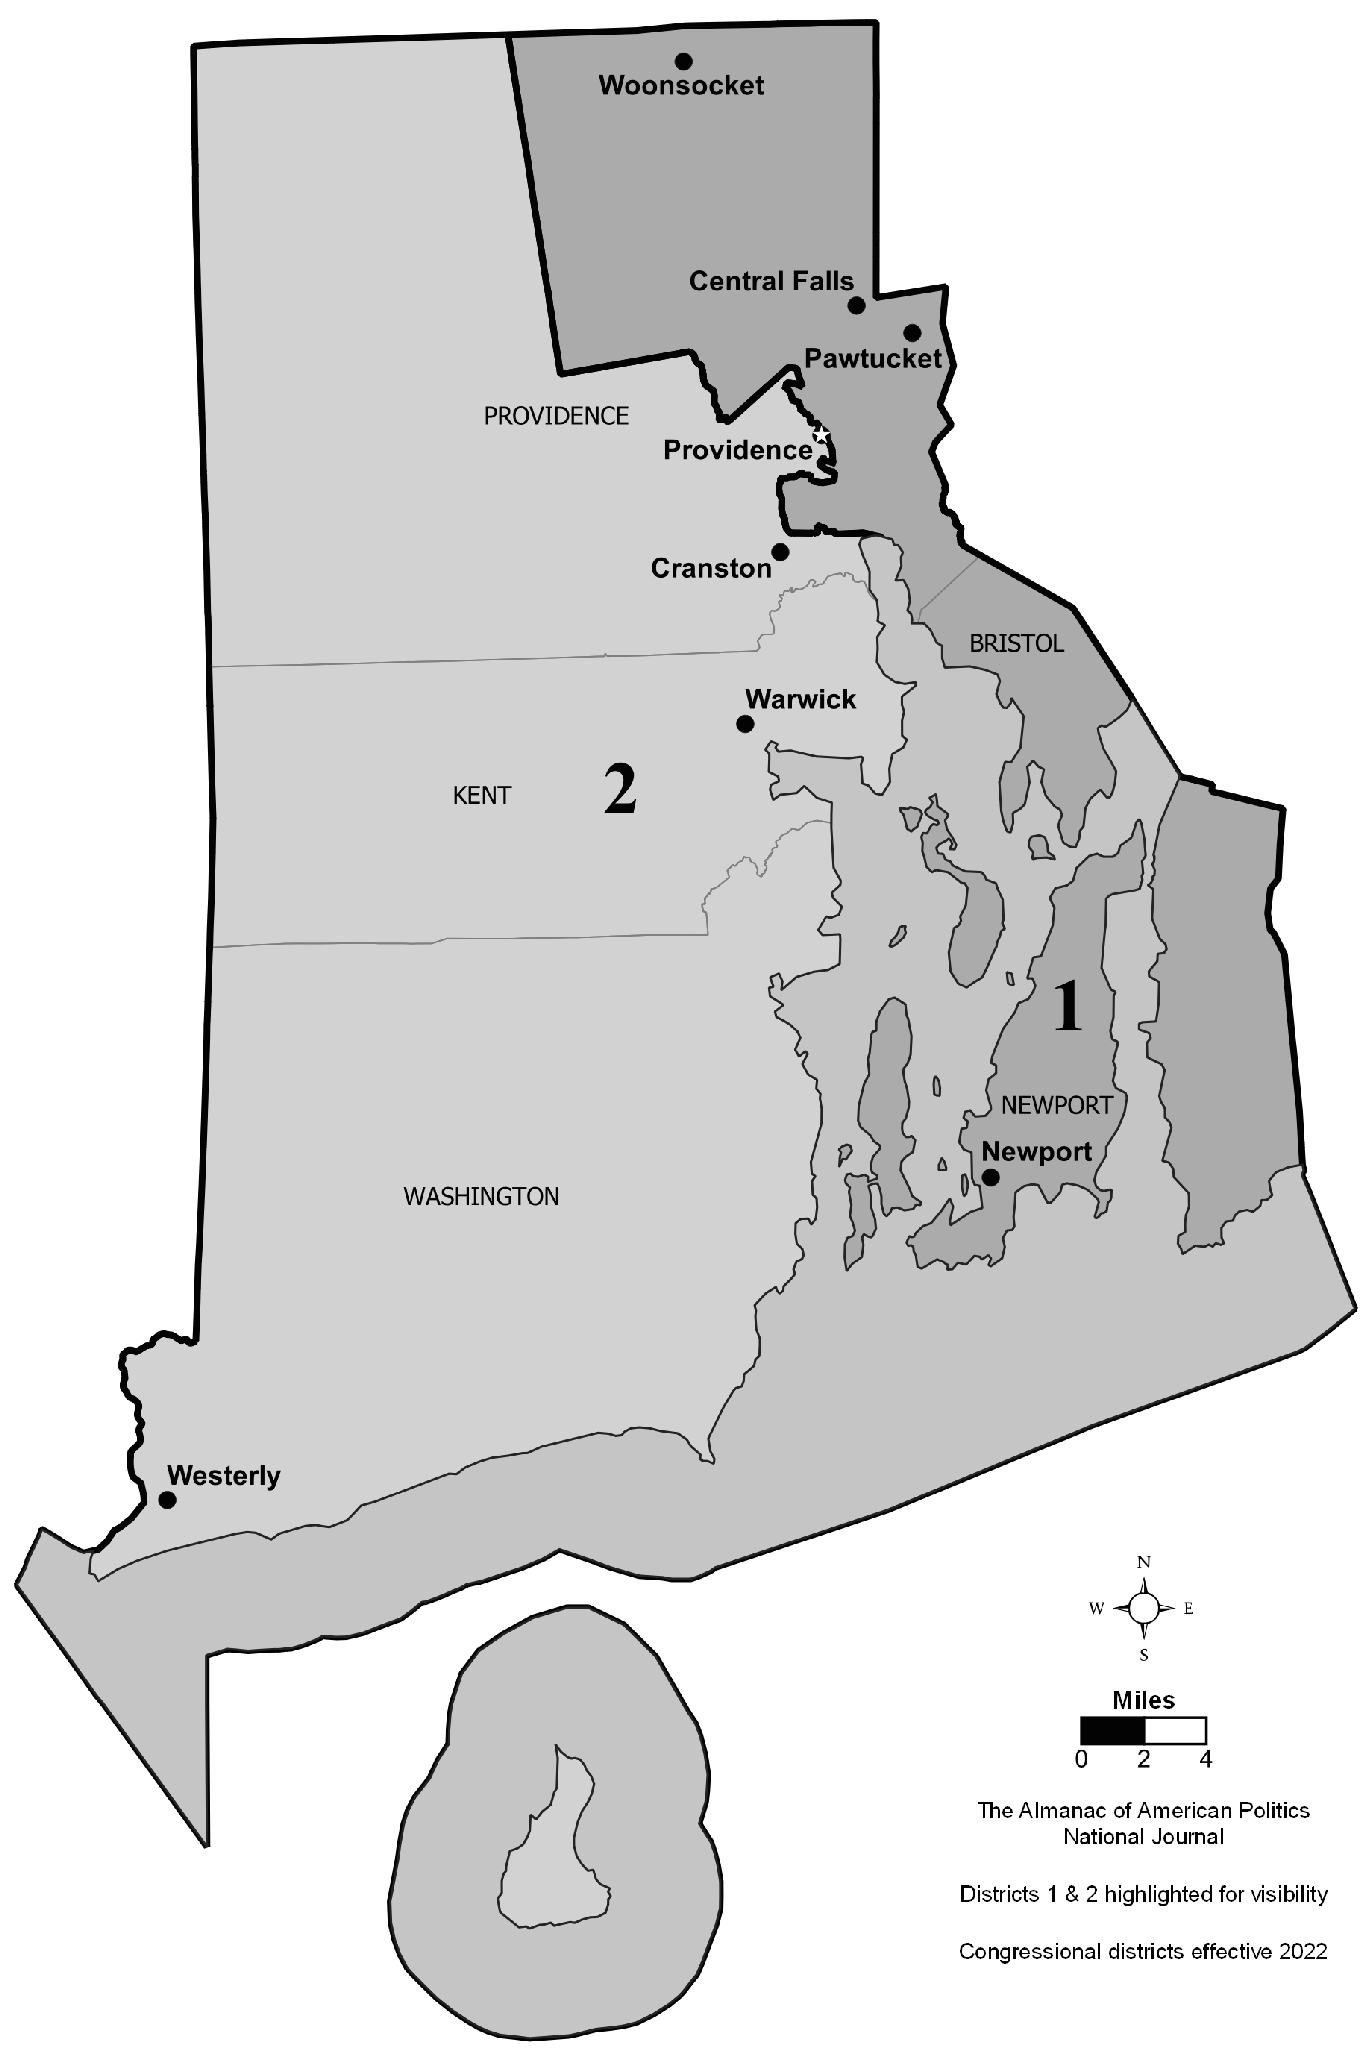 Woonsocket
Central Falls
Pawtucket
PROVIDENCE
Providence
Cranston
BRISTOL
Warwick
KENT
2
1
NEWPORT
Newport
WASHINGTON
Westerly
N
W E
S
Miles
0 2 4
The Almanac of American Politics
National Journal
Districts 1 & 2 highlighted for visibility
Congressional districts effective 2022